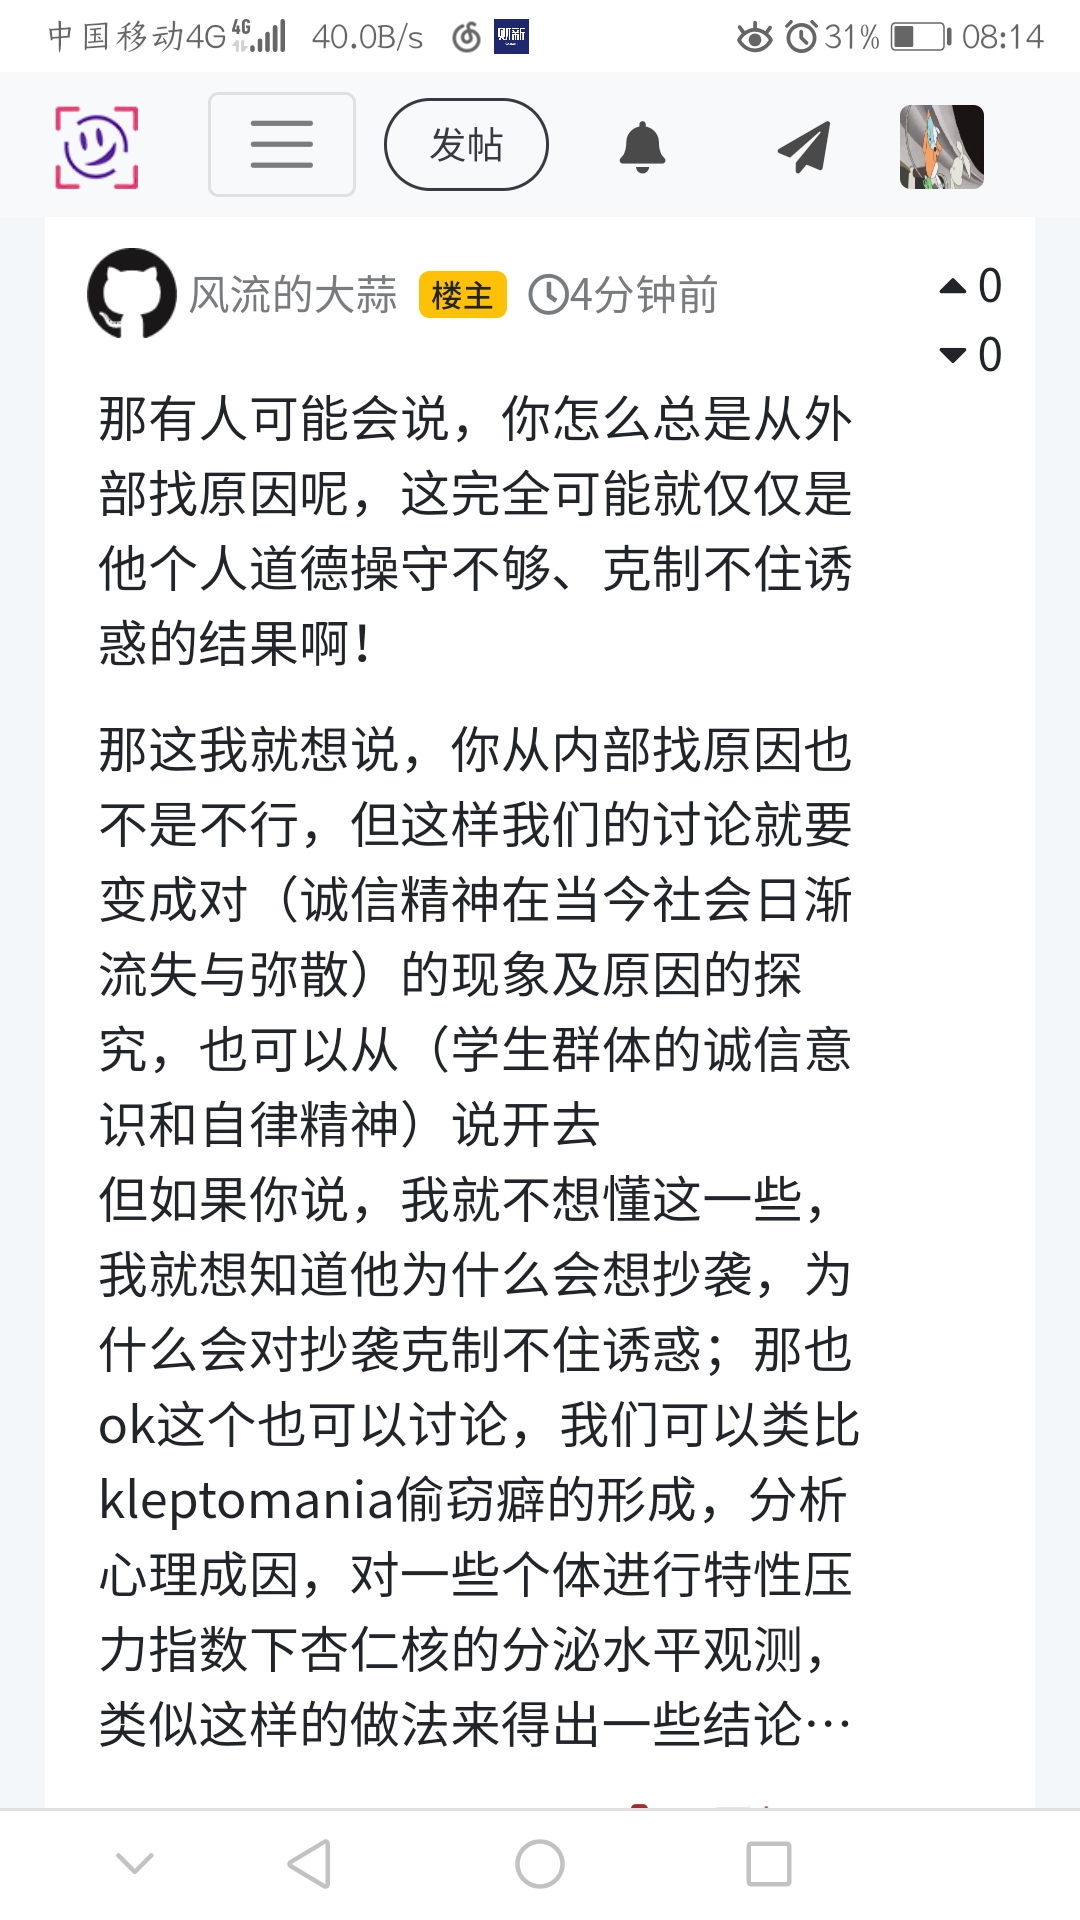 中国移动4G 4G 40.0B/s 财新 31% 08:14
发帖
风流的大蒜 楼主 4分钟前 0
0
那有人可能会说，你怎么总是从外
部找原因呢，这完全可能就仅仅是
他个人道德操守不够、克制不住诱
惑的结果啊！
那这我就想说，你从内部找原因也
不是不行，但这样我们的讨论就要
变成对（诚信精神在当今社会日渐
流失与弥散）的现象及原因的探
究，也可以从（学生群体的诚信意
识和自律精神）说开去
但如果你说，我就不想懂这一些，
我就想知道他为什么会想抄袭，为
什么会对抄袭克制不住诱惑；那也
ok这个也可以讨论，我们可以类比
kleptomania偷窃癖的形成，分析
心理成因，对一些个体进行特性压
力指数下杏仁核的分泌水平观测，
类似这样的做法来得出一些结论…